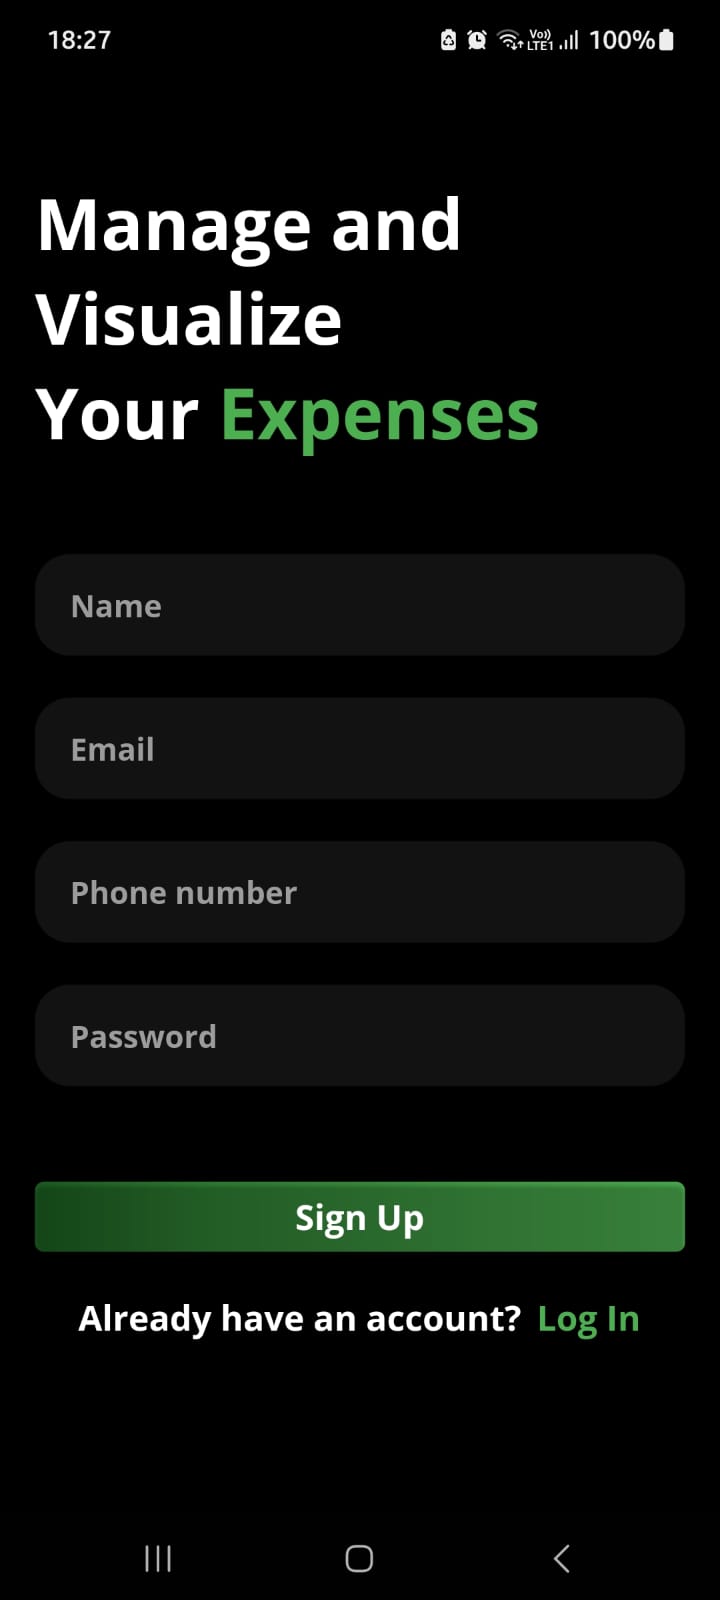 18:27 Vo)) LTE1 100%
Manage and
Visualize
Your Expenses
Name
Email
Phone number
Password
Sign Up
Already have an account? Log In